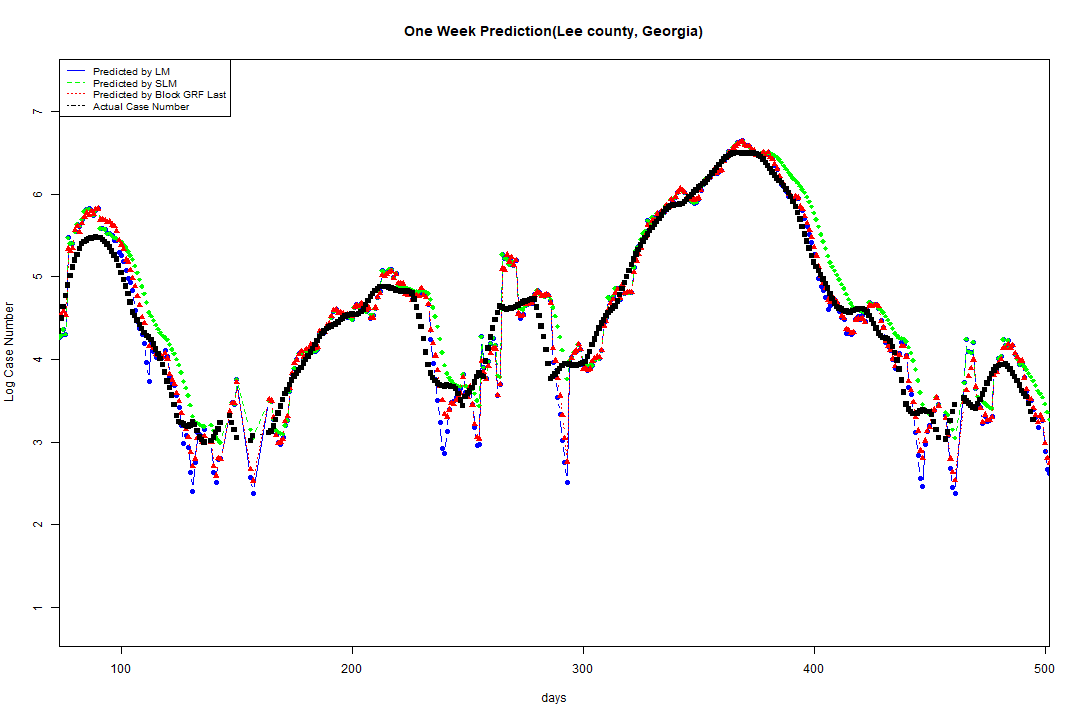 One Week Prediction(Lee county, Georgia)
Predicted by LM
Predicted by SLM
Predicted by Block GRF Last
Actual Case Number
Log Case Number
7
6
5
4
3
2
1
100
200
300
400
500
days